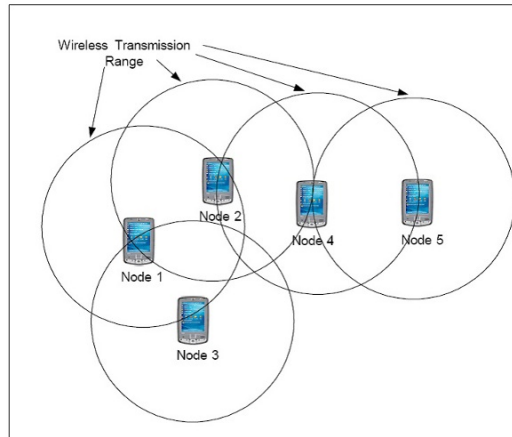 Wireless Transmission
Range
Node 2
Node 4
Node 5
Node 1
Node 3